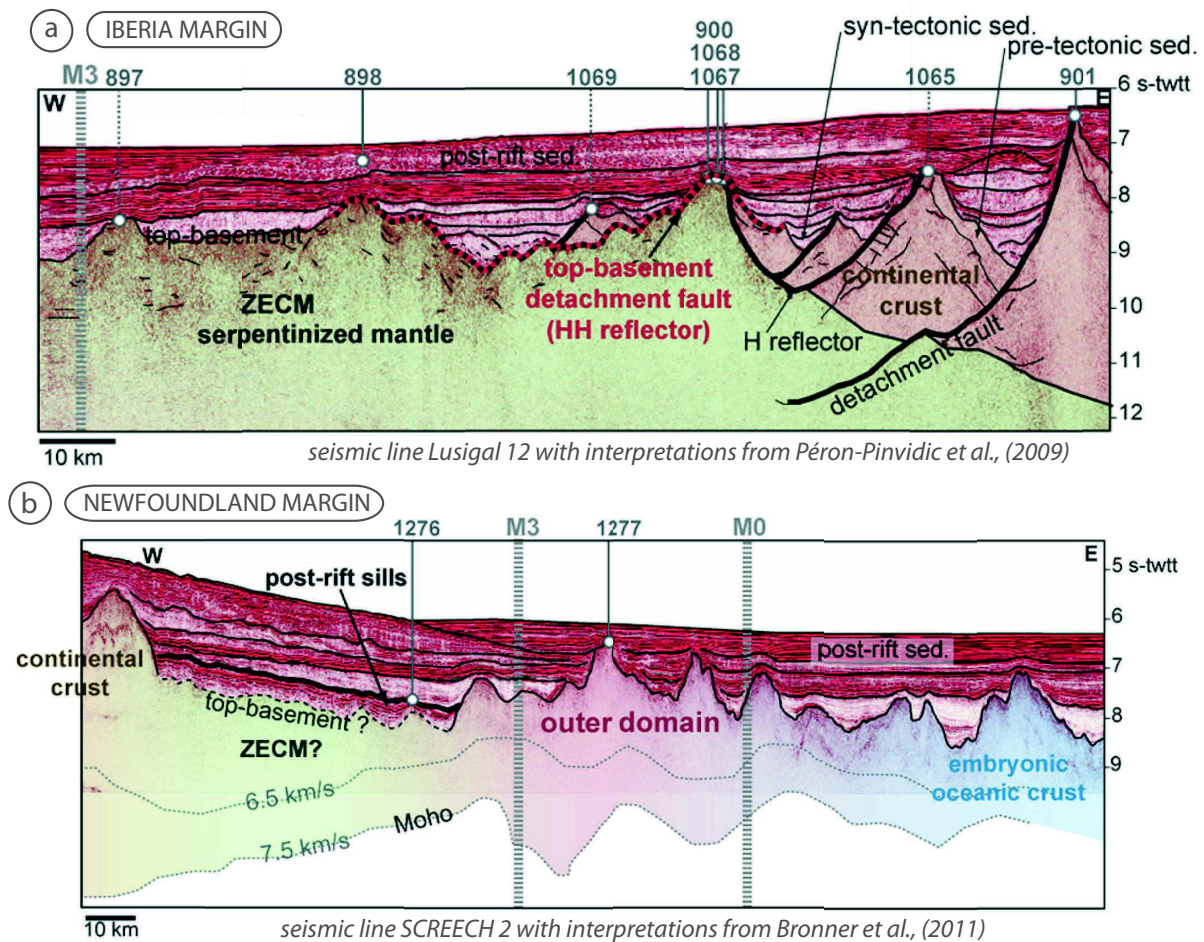 a IBERIA MARGIN
syn-tectonic sed.
pre-tectonic sed.
900
1068
M3 897 898 1069 1067 1065 901
6 s-twtt
W
E
7
post-rift sed.
8
top-basement
9
top-basement
detachment fault
(HH reflector)
ZECM
serpentinized mantle
continental
crust
10
H reflector
detachment fault
11
12
10 km
seismic line Lusigal 12 with interpretations from Péron-Pinvidic et al., (2009)
b NEWFOUNDLAND MARGIN
1276 M3 1277 M0
W
E
5 s-twtt
post-rift sills
6
continental
crust
post-rift sed.
7
top-basement ?
outer domain
8
ZECM?
embryonic
oceanic crust
9
6.5 km/s
Moho
7.5 km/s
10 km
seismic line SCREECH 2 with interpretations from Bronner et al., (2011)